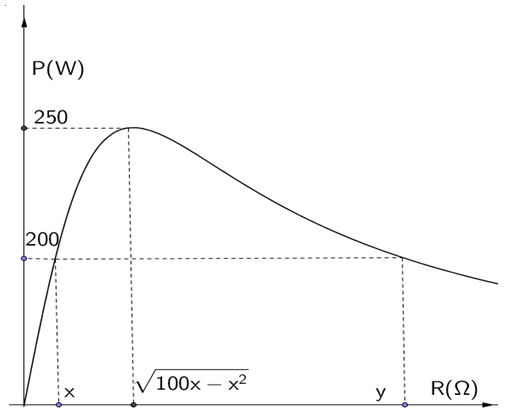 P(W)
250
200
x
√100x − x²
y
R(Ω)